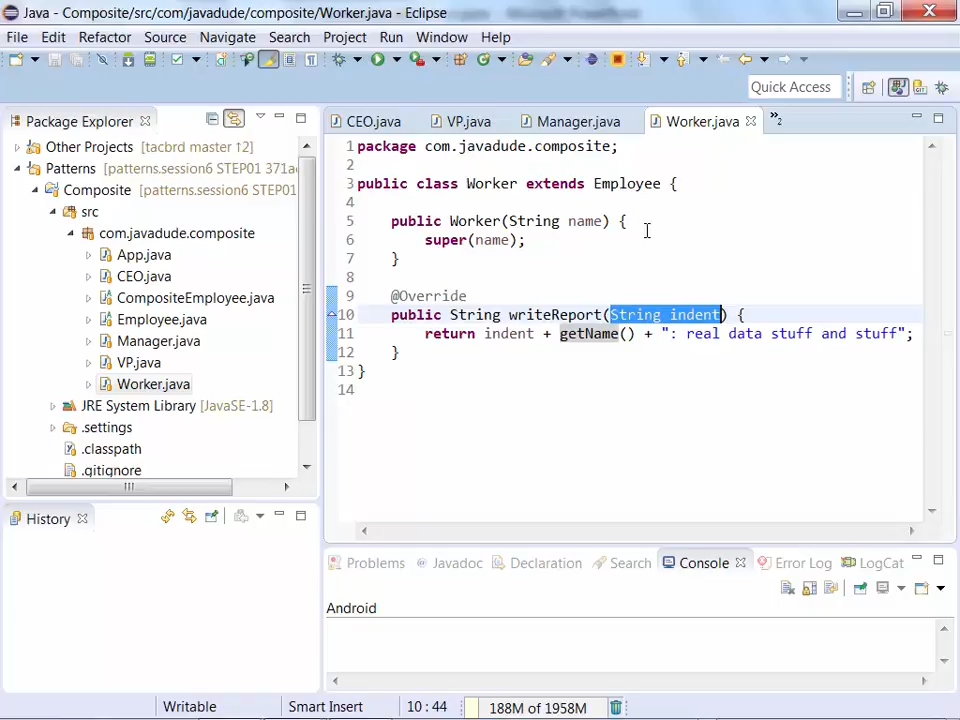 Java - Composite/src/com/javadude/composite/Worker.java - Eclipse
File Edit Refactor Source Navigate Search Project Run Window Help
Quick Access
Package Explorer
CEO.java VP.java Manager.java Worker.java »2
Other Projects [tacbrd master ↑2]
Patterns [patterns.session6 STEP01 371a
Composite [patterns.session6 STEP01
src
com.javadude.composite
App.java
CEO.java
CompositeEmployee.java
Employee.java
Manager.java
VP.java
Worker.java
JRE System Library [JavaSE-1.8]
.settings
.classpath
.gitignore
1 package com.javadude.composite;
2
3 public class Worker extends Employee {
4
5 public Worker(String name) {
6 super(name);
7 }
8
9 @Override
10 public String writeReport(String indent) {
11 return indent + getName() + ": real data stuff and stuff";
12 }
13 }
14
History
Problems @ Javadoc Declaration Search Console Error Log LogCat
Android
Writable Smart Insert 10 : 44 188M of 1958M